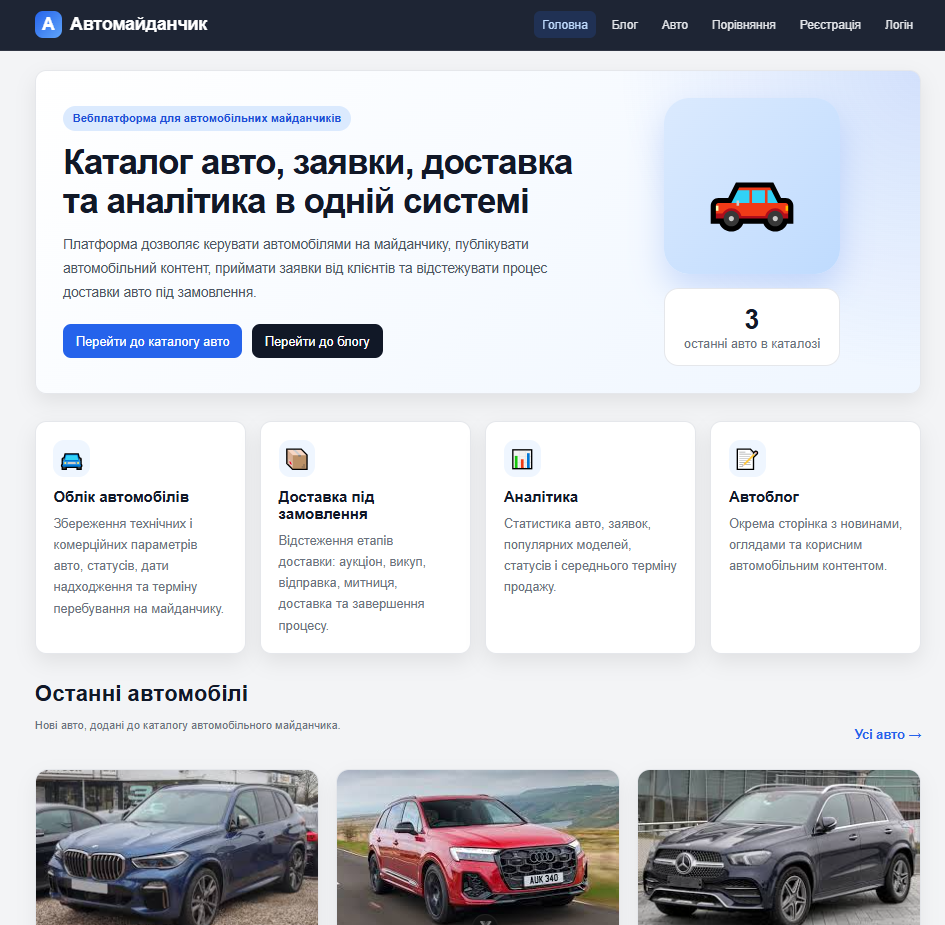 A Автомайданчик
Головна Блог Авто Порівняння Реєстрація Логін
Вебплатформа для автомобільних майданчиків
Каталог авто, заявки, доставка
та аналітика в одній системі
Платформа дозволяє керувати автомобілями на майданчику, публікувати
автомобільний контент, приймати заявки від клієнтів та відстежувати процес
доставки авто під замовлення.
Перейти до каталогу авто
Перейти до блогу
3
останні авто в каталозі
Облік автомобілів
Збереження технічних і
комерційних параметрів
авто, статусів, дати
надходження та терміну
перебування на майданчику.
Доставка під
замовлення
Відстеження етапів
доставки: аукціон, викуп,
відправка, митниця,
доставка та завершення
процесу.
Аналітика
Статистика авто, заявок,
популярних моделей,
статусів і середнього терміну
продажу.
Автоблог
Окрема сторінка з новинами,
оглядами та корисним
автомобільним контентом.
Останні автомобілі
Нові авто, додані до каталогу автомобільного майданчика.
Усі авто →
AUK 340